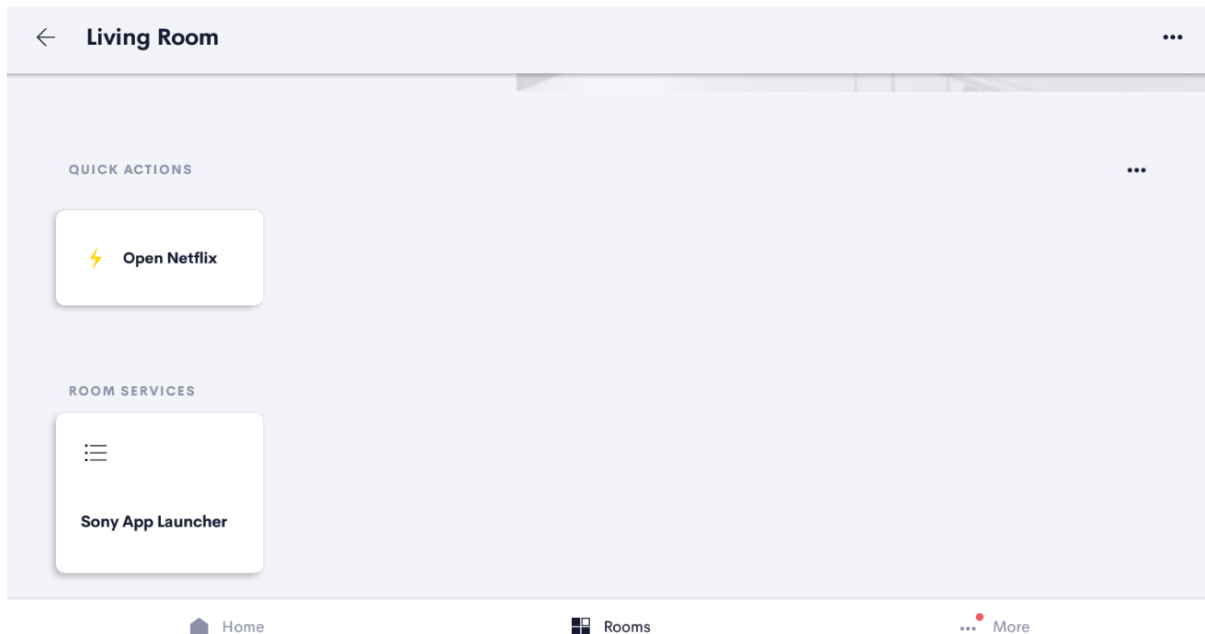 Living Room
QUICK ACTIONS
Open Netflix
ROOM SERVICES
Sony App Launcher
Home
Rooms
More